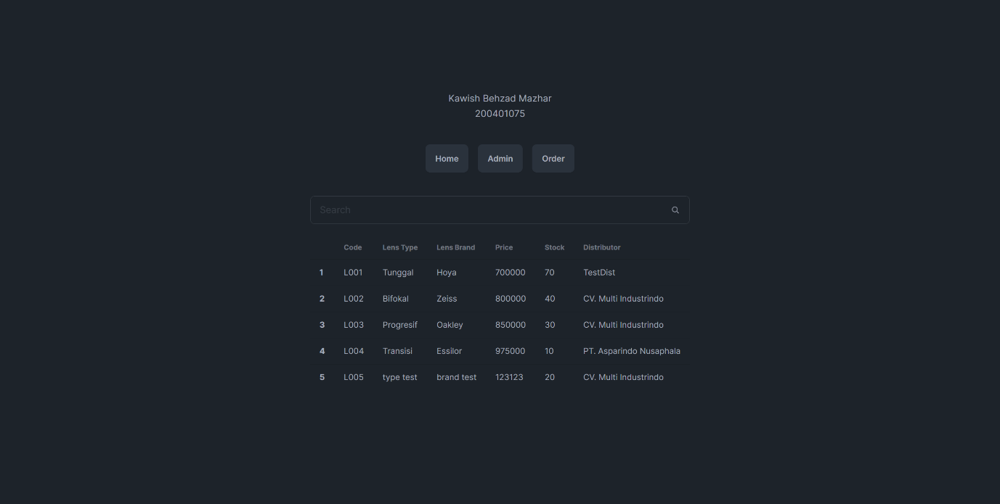 Kawish Behzad Mazhar
200401075
Home Admin Order
Search
Code Lens Type Lens Brand Price Stock Distributor
1 L001 Tunggal Hoya 700000 70 TestDist
2 L002 Bifokal Zeiss 800000 40 CV. Multi Industrindo
3 L003 Progresif Oakley 850000 30 CV. Multi Industrindo
4 L004 Transisi Essilor 975000 10 PT. Asparindo Nusaphala
5 L005 type test brand test 123123 20 CV. Multi Industrindo